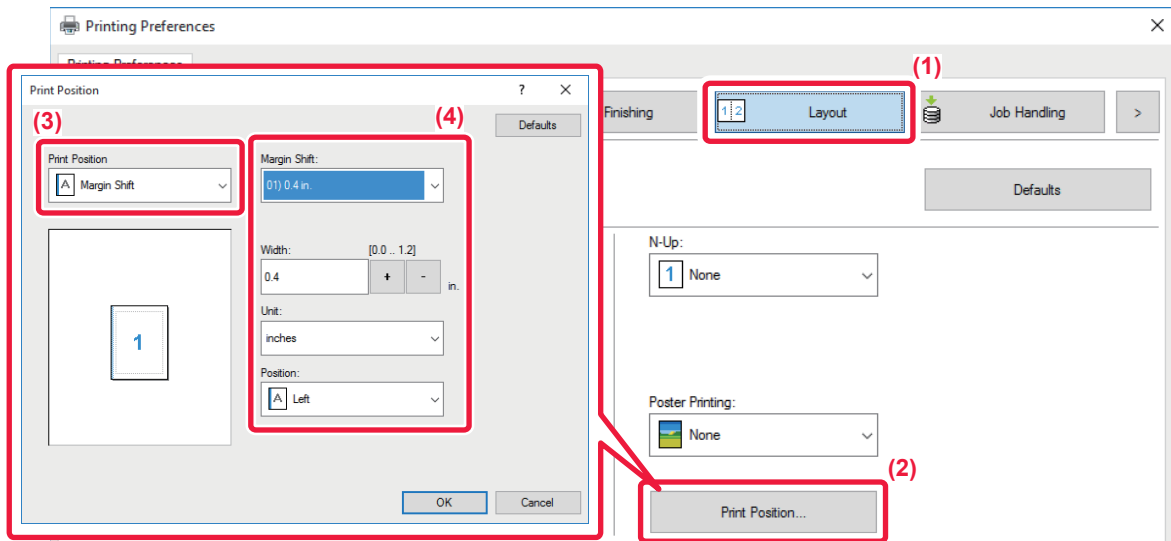 Printing Preferences
Printing Preferences
(1)
Print Position
?
(3)
(4)
Defaults
Finishing
1 2
Layout
Job Handling
>
Print Position
A Margin Shift
Margin Shift:
01) 0.4 in.
Defaults
Width:
[0.0 .. 1.2]
0.4
+
-
in.
N-Up:
1 None
Unit:
inches
1
Position:
A Left
Poster Printing:
None
(2)
OK
Cancel
Print Position...